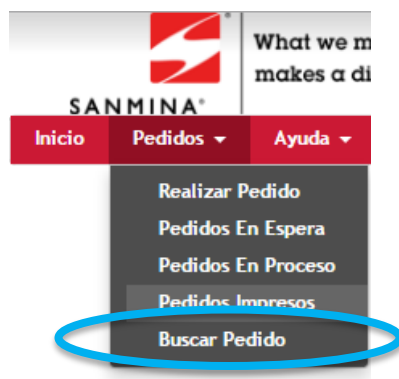 What we m
makes a di
SANMINA®
Inicio Pedidos Ayuda
Realizar Pedido
Pedidos En Espera
Pedidos En Proceso
Pedidos Impresos
Buscar Pedido